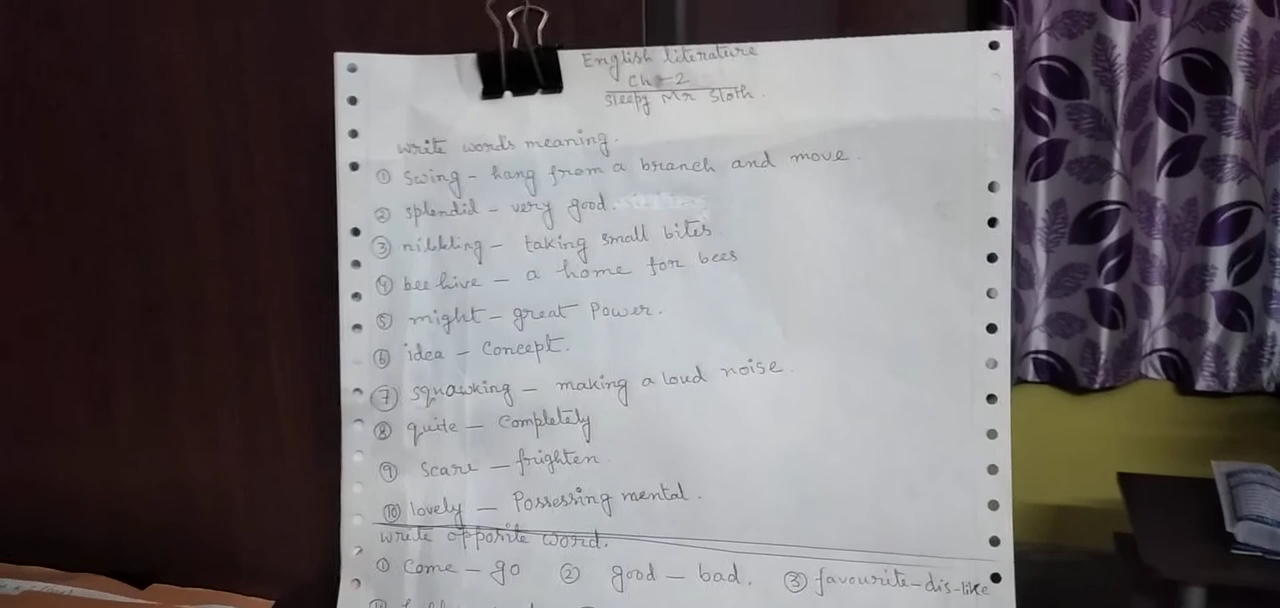 English literature
Ch - 2
Sleepy Mr Sloth.
write words meaning.
① Swing - hang from a branch and move.
② splendid - very good.
③ nibbling - taking small bites
④ bee hive - a home for bees
⑤ might - great Power.
⑥ idea - Concept.
⑦ squawking - making a loud noise.
⑧ quite - Completely
⑨ Scare - frighten
⑩ lovely - Possessing mental.
write opposite word.
① Come - go ② good - bad. ③ favourite - dis-like